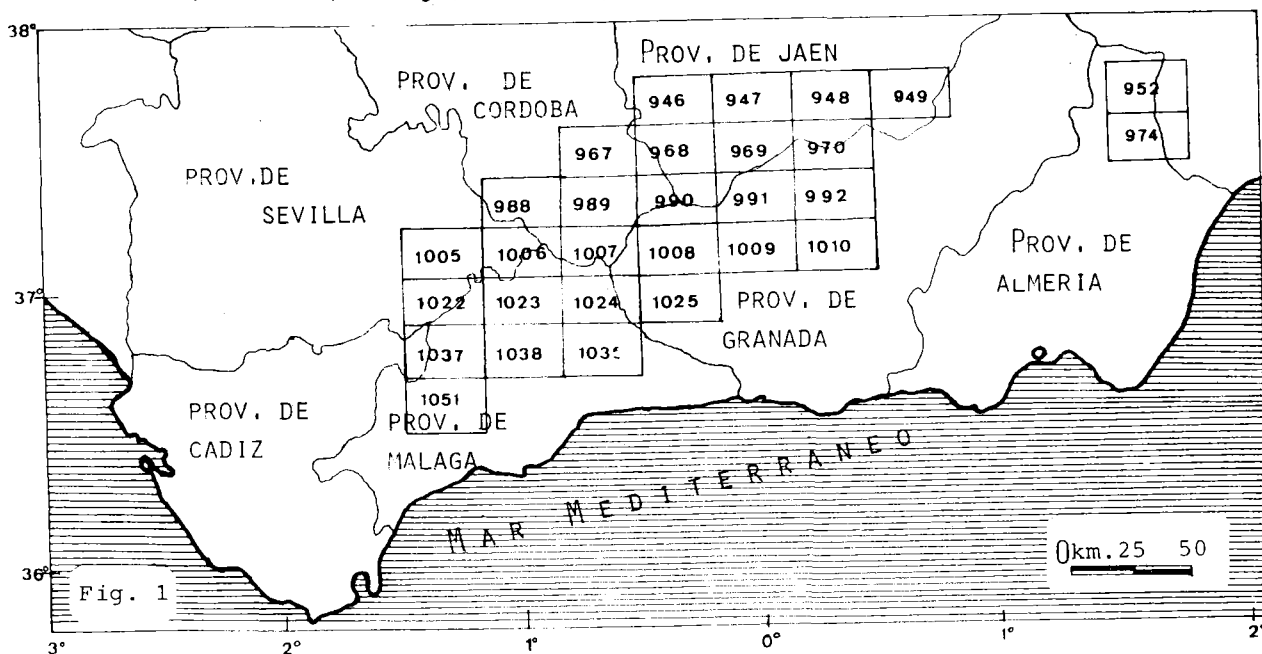 38°
PROV. DE JAEN
PROV. DE
CORDOBA
946 947 948 949
952
967 968 969 970
974
PROV. DE
SEVILLA
988 989 990 991 992
1005 1006 1007 1008 1009 1010
PROV. DE
ALMERIA
37°
1022 1023 1024 1025
PROV. DE
GRANADA
1037 1038
1051
PROV. DE
CADIZ
PROV. DE
MALAGA
MAR MEDITERRANEO
0km. 25 50
36°
Fig. 1
3° 2° 1° 0° 1° 2°